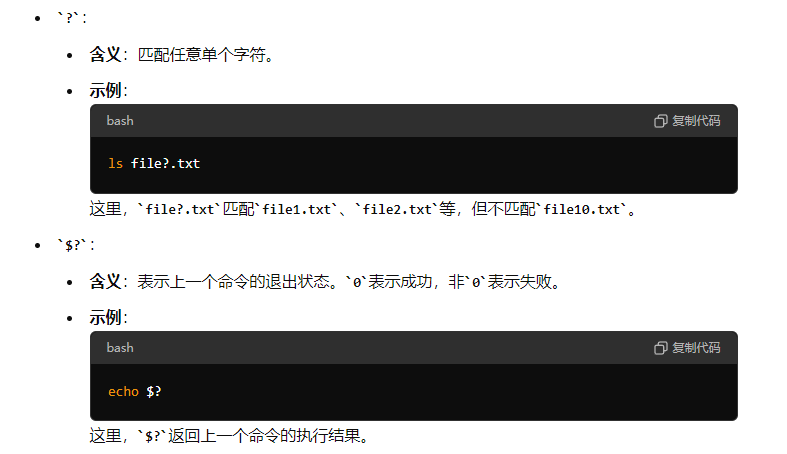 `?`：
含义：匹配任意单个字符。
示例：
bash 复制代码
ls file?.txt
这里，`file?.txt`匹配`file1.txt`、`file2.txt`等，但不匹配`file10.txt`。
`$?`：
含义：表示上一个命令的退出状态。`0`表示成功，非`0`表示失败。
示例：
bash 复制代码
echo $?
这里，`$?`返回上一个命令的执行结果。